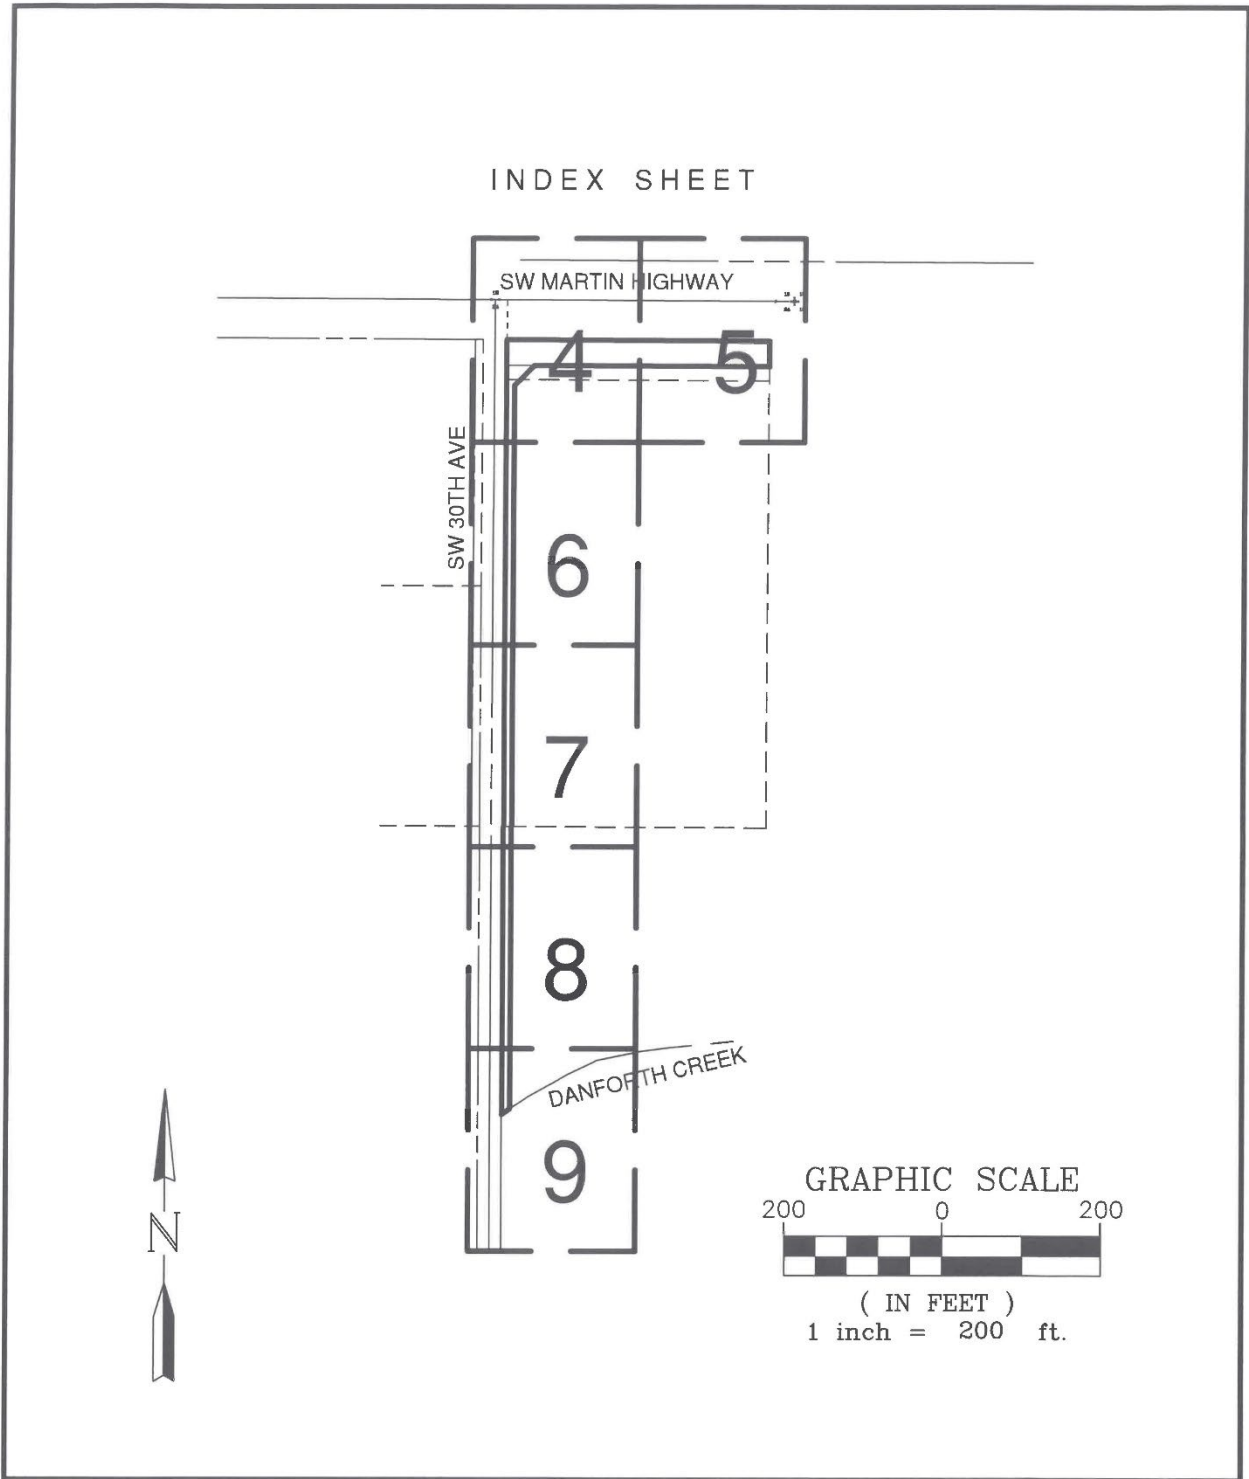 INDEX SHEET
SW MARTIN HIGHWAY
4
5
SW 30TH AVE
6
7
8
DANFORTH CREEK
9
N
GRAPHIC SCALE
200 0 200
( IN FEET )
1 inch = 200 ft.